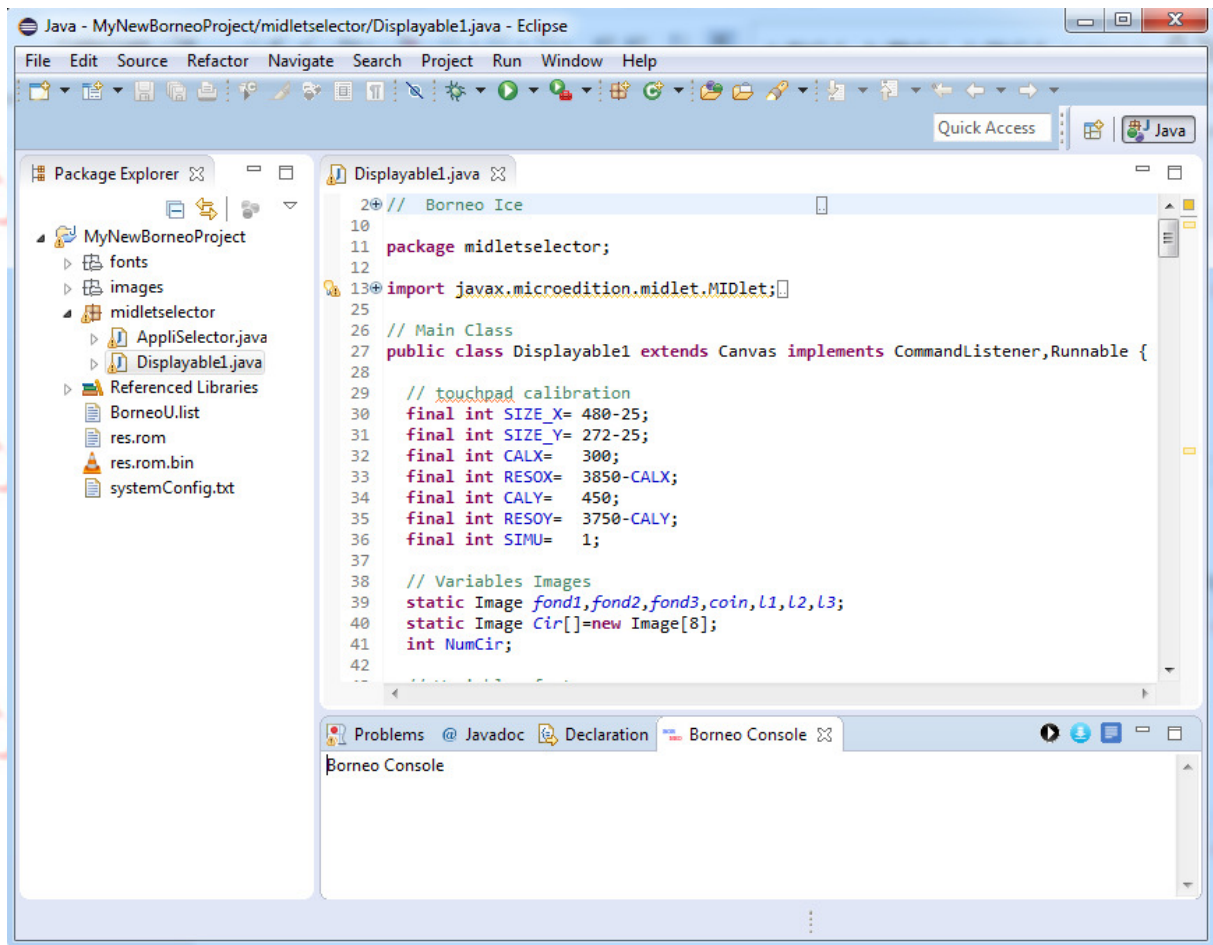 Java - MyNewBorneoProject/midletselector/Displayable1.java - Eclipse
File Edit Source Refactor Navigate Search Project Run Window Help
Quick Access
Java
Package Explorer
MyNewBorneoProject
fonts
images
midletselector
AppliSelector.java
Displayable1.java
Referenced Libraries
BorneoU.list
res.rom
res.rom.bin
systemConfig.txt
Displayable1.java
2 // Borneo Ice
10
11 package midletselector;
12
13 import javax.microedition.midlet.MIDlet;
25
26 // Main Class
27 public class Displayable1 extends Canvas implements CommandListener,Runnable {
28
29 // touchpad calibration
30 final int SIZE_X= 480-25;
31 final int SIZE_Y= 272-25;
32 final int CALX= 300;
33 final int RESOX= 3850-CALX;
34 final int CALY= 450;
35 final int RESOY= 3750-CALY;
36 final int SIMU= 1;
37
38 // Variables Images
39 static Image fond1,fond2,fond3,coin,l1,l2,l3;
40 static Image Cir[]=new Image[8];
41 int NumCir;
42
Problems @ Javadoc Declaration Borneo Console
Borneo Console